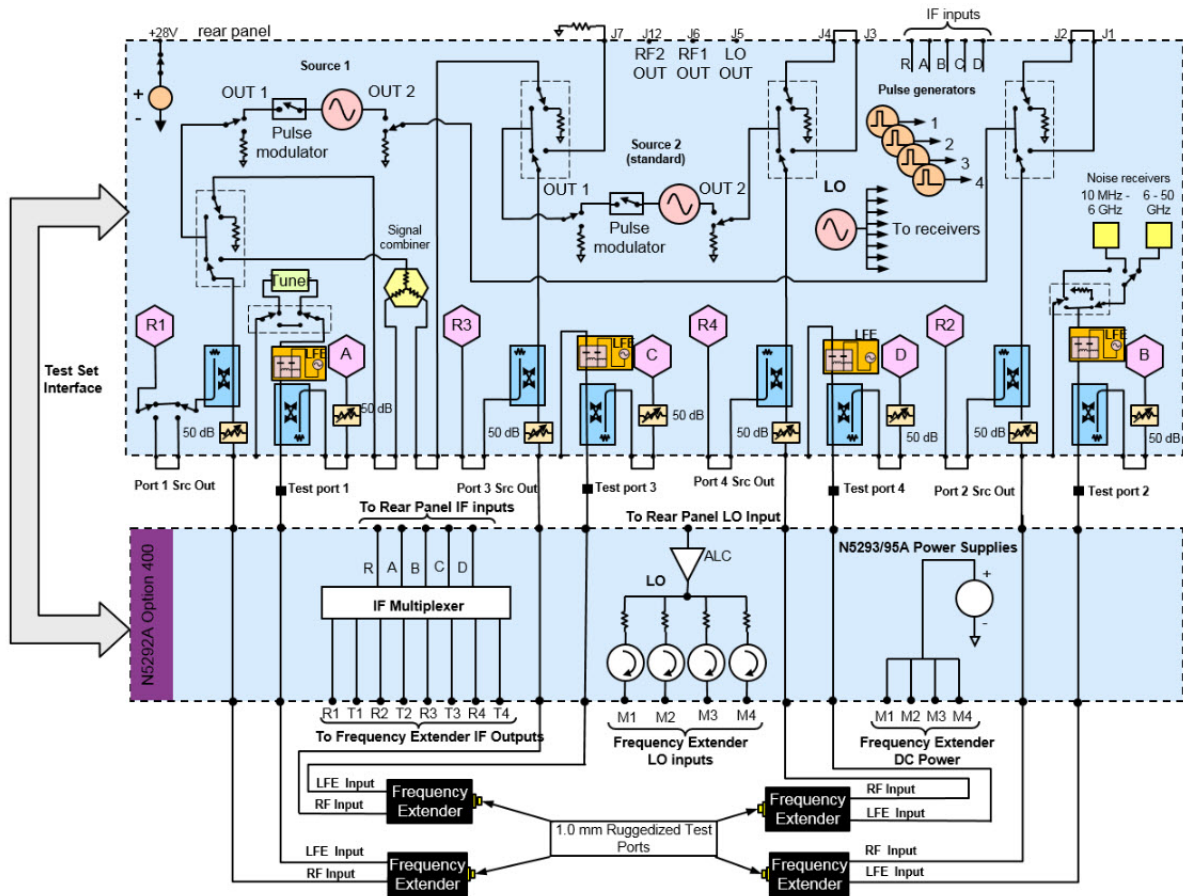 +28V
rear panel
J7
J12
J6
J5
J4
J3
IF inputs
J2
J1
RF2
OUT
RF1
OUT
LO
OUT
R
A
B
C
D
Source 1
OUT 1
OUT 2
Pulse
modulator
+
-
Pulse generators
1
2
3
4
Source 2
(standard)
OUT 1
OUT 2
Pulse
modulator
LO
To receivers
Noise receivers
10 MHz -
6 GHz
6 - 50
GHz
Signal
combiner
Tuner
Test Set
Interface
R1
LFE
A
R3
LFE
C
R4
LFE
D
R2
LFE
B
50 dB
50 dB
50 dB
50 dB
50 dB
50 dB
50 dB
50 dB
Port 1 Src Out
Test port 1
Port 3 Src Out
Test port 3
Port 4 Src Out
Test port 4
Port 2 Src Out
Test port 2
To Rear Panel IF inputs
To Rear Panel LO Input
N5292A Option 400
R
A
B
C
D
IF Multiplexer
ALC
LO
N5293/95A Power Supplies
+
-
R1
T1
R2
T2
R3
T3
R4
T4
To Frequency Extender IF Outputs
M1
M2
M3
M4
Frequency Extender
LO inputs
M1
M2
M3
M4
Frequency Extender
DC Power
LFE Input
RF Input
Frequency
Extender
Frequency
Extender
RF Input
LFE Input
1.0 mm Ruggedized Test
Ports
LFE Input
RF Input
Frequency
Extender
Frequency
Extender
RF Input
LFE Input